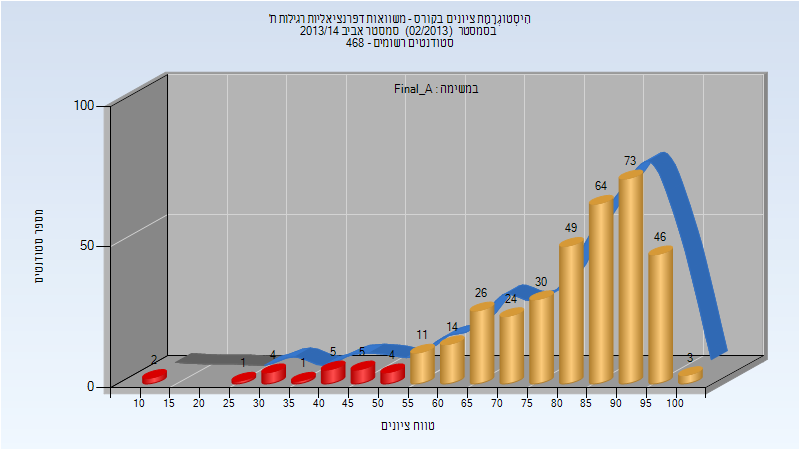 הִיסְטוגְרַמַת ציונים בקורס - משוואות דפרנציאליות רגילות ח'
בסמסטר (02/2013) סמסטר אביב 2013/14
סטודנטים רשומים - 468
במשימה : Final_A
מספר סטודנטים
100
50
0
2 1 4 1 5 5 4 11 14 26 24 30 49 64 73 46 3
10 15 20 25 30 35 40 45 50 55 60 65 70 75 80 85 90 95 100
טווח ציונים